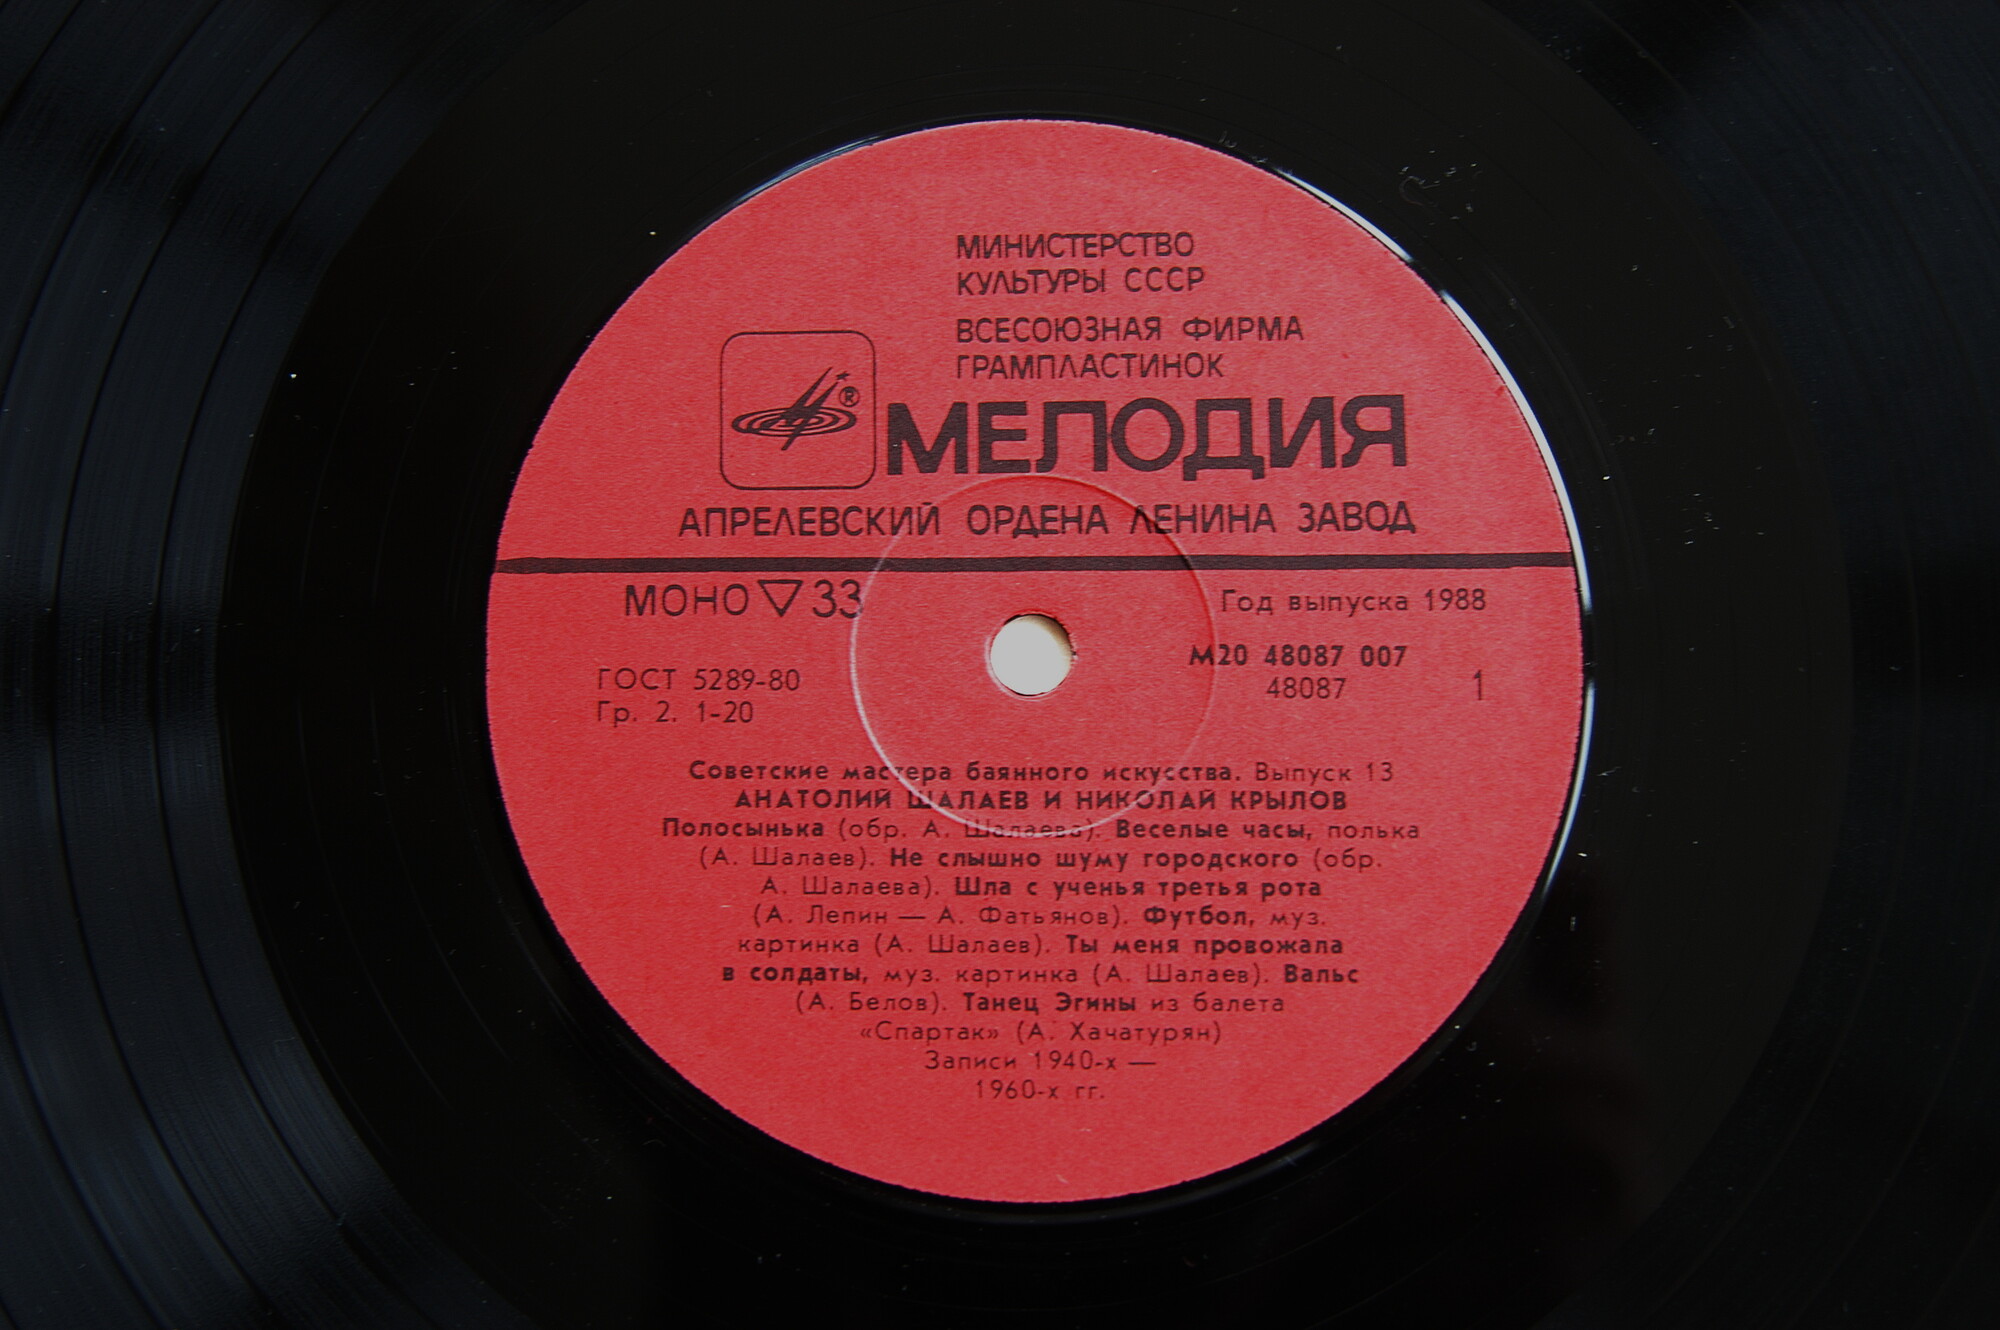 МИНИСТЕРСТВО
КУЛЬТУРЫ СССР
ВСЕСОЮЗНАЯ ФИРМА
ГРАМПЛАСТИНОК
®
МЕЛОДИЯ
АПРЕЛЕВСКИЙ ОРДЕНА ЛЕНИНА ЗАВОД
МОНО ▽ 33
Год выпуска 1988
М20 48087 007
ГОСТ 5289-80
48087 1
Гр. 2. 1-20
Советские мастера баянного искусства. Выпуск 13
АНАТОЛИЙ ШАЛАЕВ И НИКОЛАЙ КРЫЛОВ
Полосынька (обр. А. Шалаева). Веселые часы, полька
(А. Шалаев). Не слышно шуму городского (обр.
А. Шалаева). Шла с ученья третья рота
(А. Лепин — А. Фатьянов). Футбол, муз.
картинка (А. Шалаев). Ты меня провожала
в солдаты, муз. картинка (А. Шалаев). Вальс
(А. Белов). Танец Эгины из балета
«Спартак» (А. Хачатурян)
Записи 1940-х —
1960-х гг.